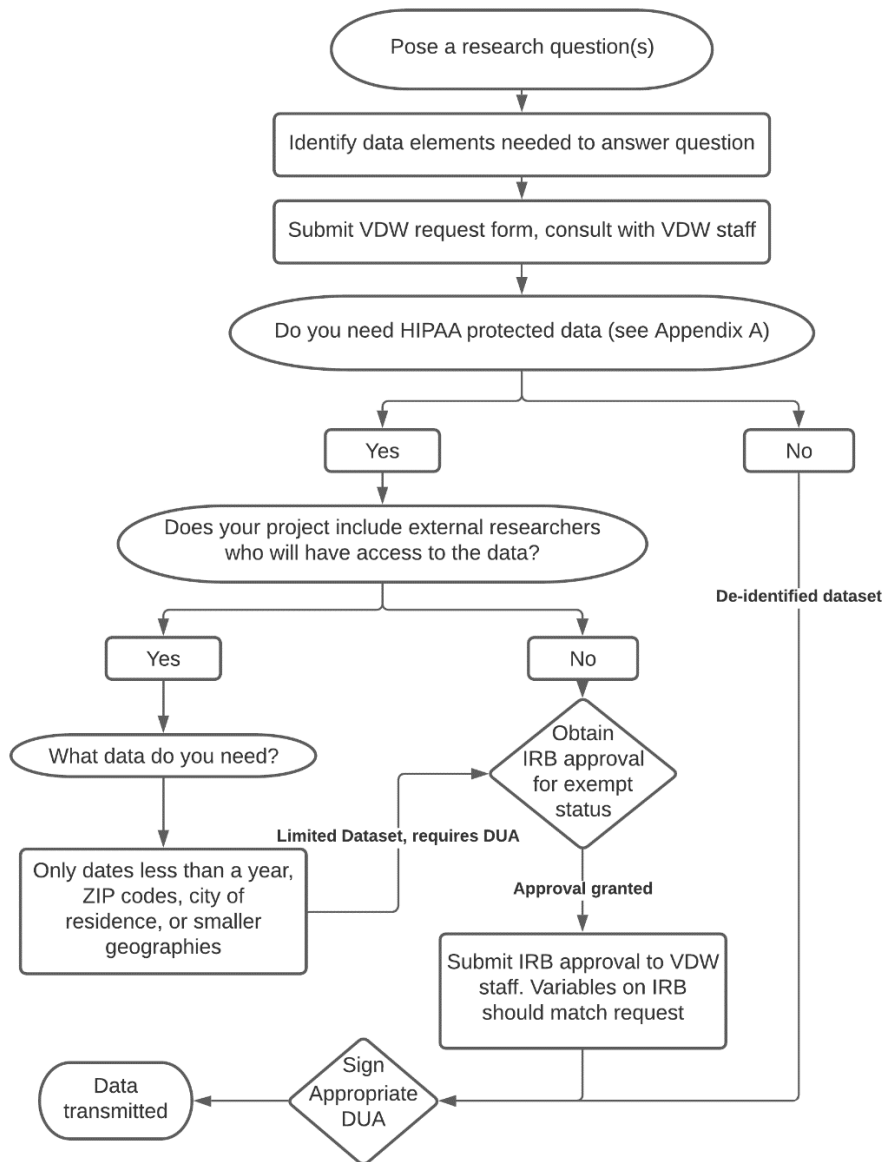 Pose a research question(s)
Identify data elements needed to answer question
Submit VDW request form, consult with VDW staff
Do you need HIPAA protected data (see Appendix A)
Yes
No
Does your project include external researchers
who will have access to the data?
De-identified dataset
Yes
No
What data do you need?
Obtain
IRB approval
for exempt
status
Limited Dataset, requires DUA
Only dates less than a year,
ZIP codes, city of
residence, or smaller
geographies
Approval granted
Submit IRB approval to VDW
staff. Variables on IRB
should match request
Sign
Appropriate
DUA
Data
transmitted